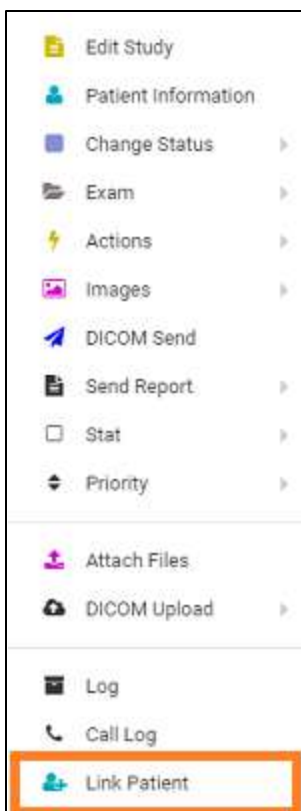 Edit Study
Patient Information
Change Status
Exam
Actions
Images
DICOM Send
Send Report
Stat
Priority
Attach Files
DICOM Upload
Log
Call Log
Link Patient